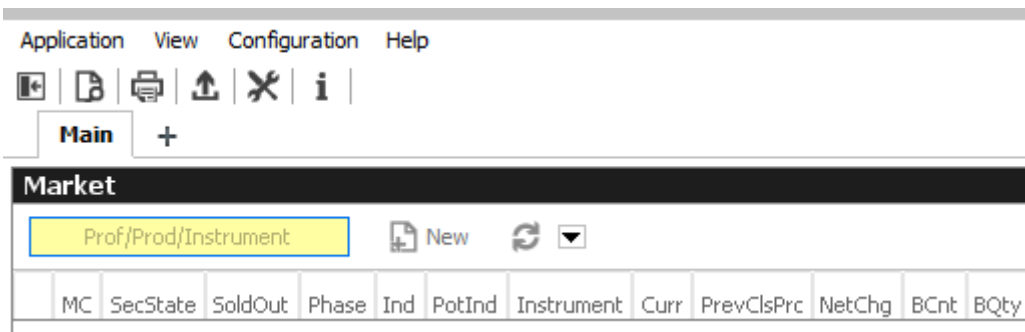 Application View Configuration Help
Main +
Market
Prof/Prod/Instrument New
MC SecState SoldOut Phase Ind PotInd Instrument Curr PrevClsPrc NetChg BCnt BQty